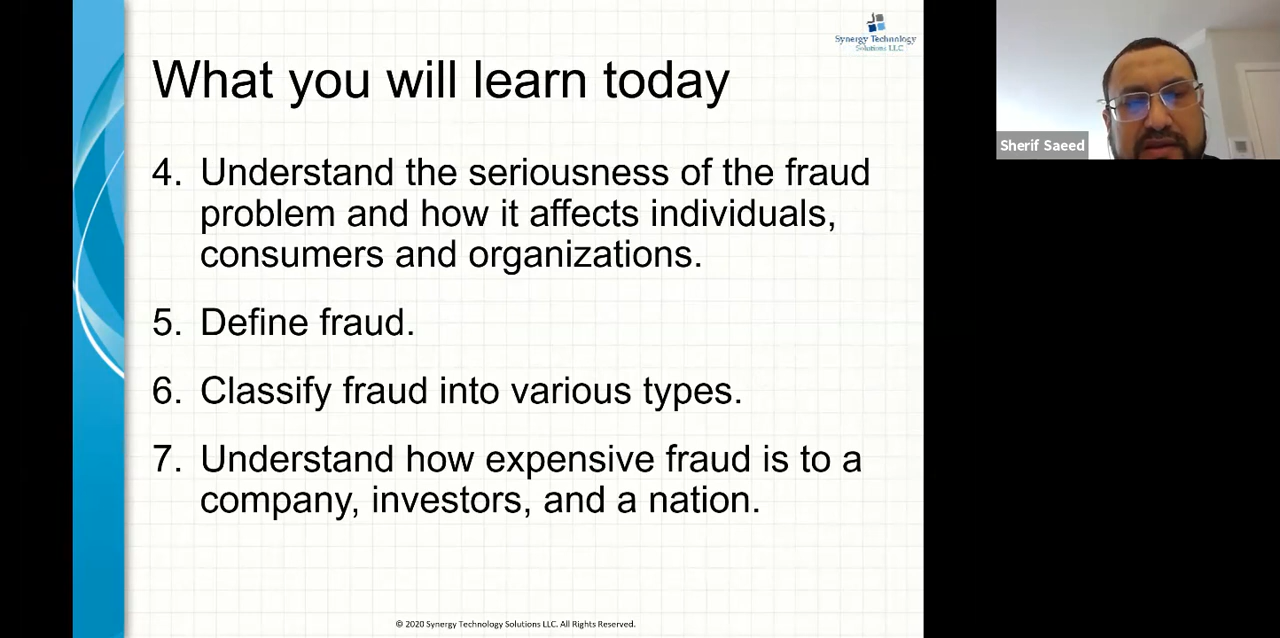 Synergy Technology
Solutions LLC
What you will learn today
4. Understand the seriousness of the fraud
problem and how it affects individuals,
consumers and organizations.
5. Define fraud.
6. Classify fraud into various types.
7. Understand how expensive fraud is to a
company, investors, and a nation.
© 2020 Synergy Technology Solutions LLC. All Rights Reserved.
Sherif Saeed